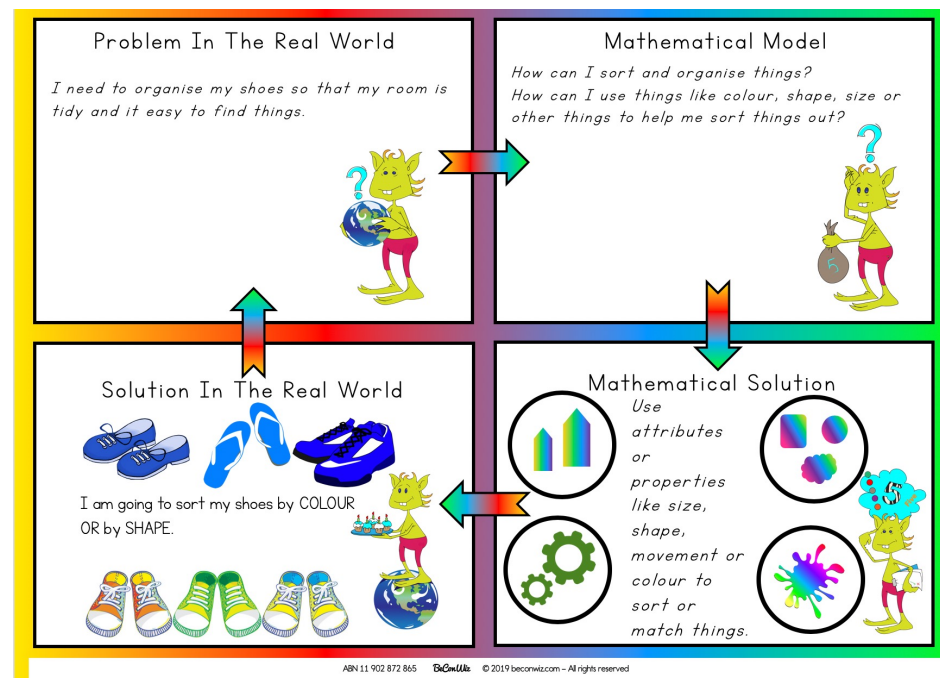 Problem In The Real World
I need to organise my shoes so that my room is
tidy and it easy to find things.
?
Mathematical Model
How can I sort and organise things?
How can I use things like colour, shape, size or
other things to help me sort things out?
?
5
Solution In The Real World
I am going to sort my shoes by COLOUR
OR by SHAPE.
Mathematical Solution
Use
attributes
or
properties
like size,
shape,
movement or
colour to
sort or
match things.
5
ABN 11 902 872 865 BeConWiz © 2019 beconwiz.com – All rights reserved